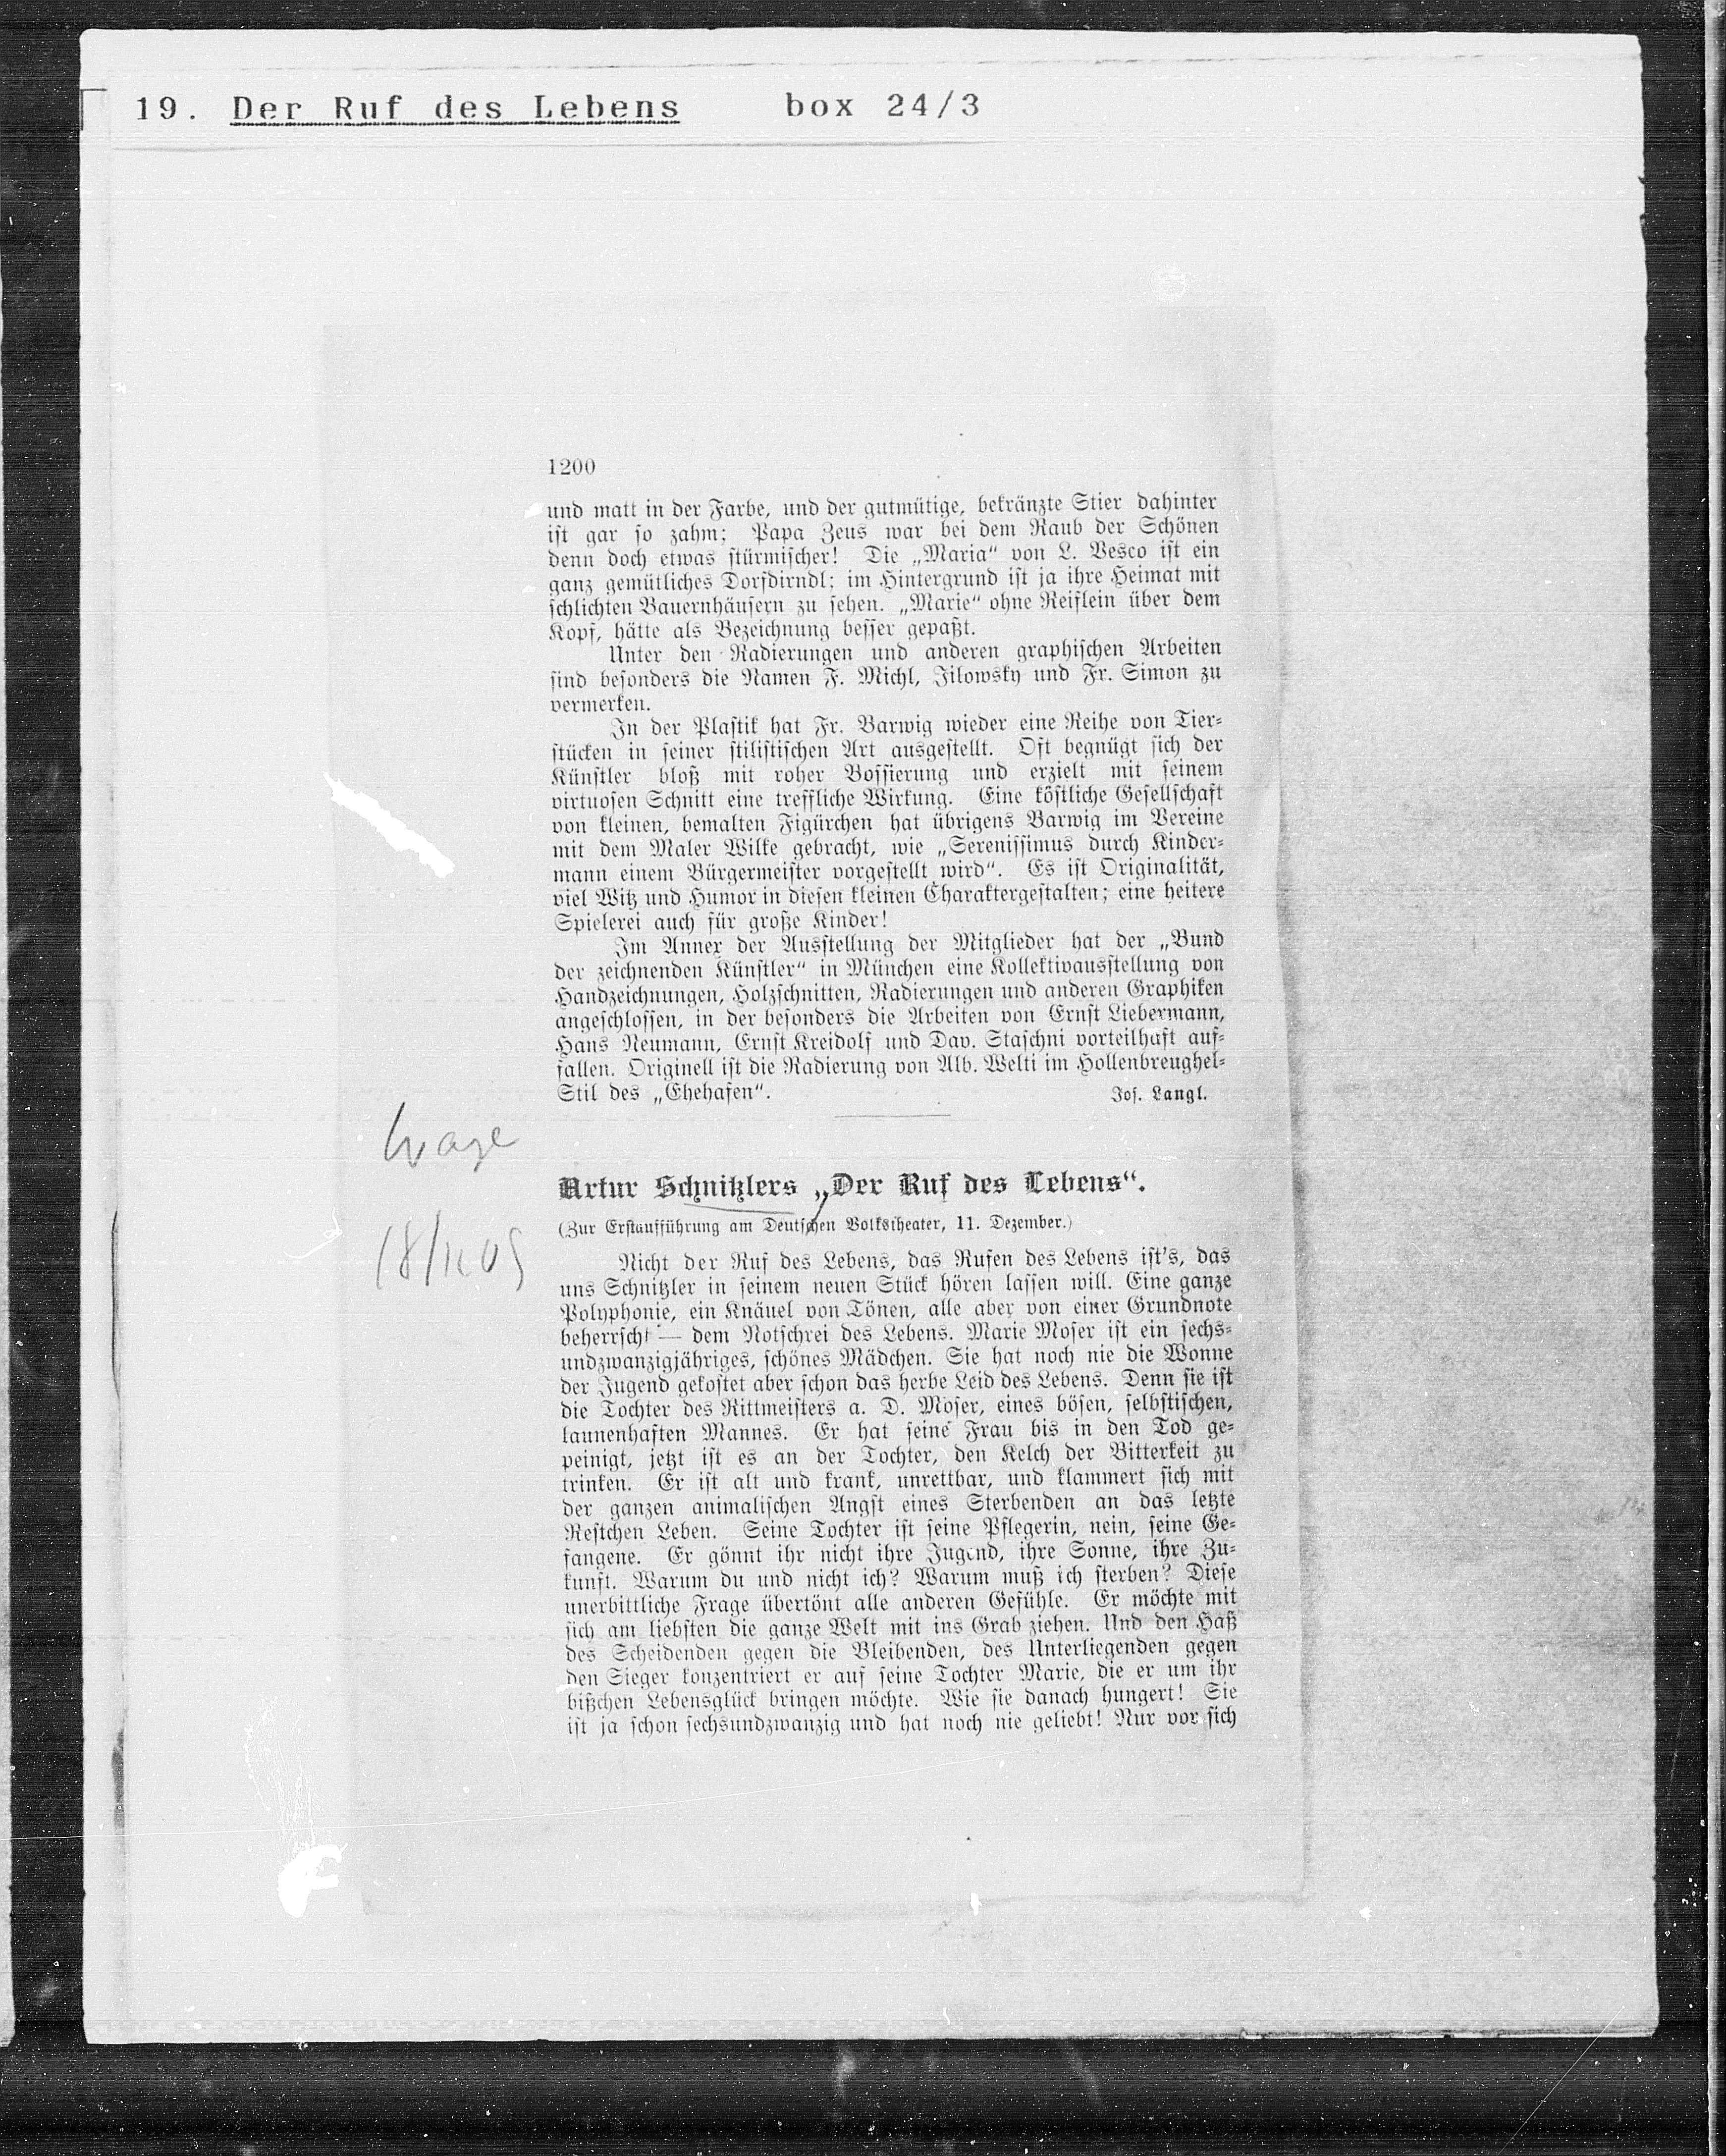 19. Der Ruf des Lebens box 24/3
1200
und matt in der Farbe, und der gutmütige, bekränzte Stier dahinter
ist gar so zahm; Papa Zeus war bei dem Raub der Schönen
denn doch etwas stürmischer! Die „Maria“ von L. Vesco ist ein
ganz gemütliches Dorfdirndl; im Hintergrund ist ja ihre Heimat mit
schlichten Bauernhäusern zu sehen. „Marie“ ohne Reiflein über dem
Kopf, hätte als Bezeichnung besser gepaßt.
Unter den Radierungen und anderen graphischen Arbeiten
sind besonders die Namen F. Michl, Jilowsky und Fr. Simon zu
vermerken.
In der Plastik hat Fr. Barwig wieder eine Reihe von Tier-
stücken in seiner stilistischen Art ausgestellt. Oft begnügt sich der
Künstler bloß mit roher Bossierung und erzielt mit seinem
virtuosen Schnitt eine treffliche Wirkung. Eine köstliche Gesellschaft
von kleinen, bemalten Figürchen hat übrigens Barwig im Vereine
mit dem Maler Wilke gebracht, wie „Serenissimus durch Kinder-
mann einem Bürgermeister vorgestellt wird“. Es ist Originalität,
viel Witz und Humor in diesen kleinen Charaktergestalten; eine heitere
Spielerei auch für große Kinder!
Im Annex der Ausstellung der Mitglieder hat der „Bund
der zeichnenden Künstler“ in München eine Kollektivausstellung von
Handzeichnungen, Holzschnitten, Radierungen und anderen Graphiken
angeschlossen, in der besonders die Arbeiten von Ernst Liebermann,
Hans Neumann, Ernst Kreidolf und Dav. Staschni vorteilhaft auf-
fallen. Originell ist die Radierung von Alb. Welti im Hollenbreughel-
Stil des „Ehehafen“. Jos. Langl.
Wage
Artur Schnitzlers „Der Ruf des Lebens“.
(Zur Erstaufführung am Deutschen Volkstheater, 11. Dezember.)
Nicht der Ruf des Lebens, das Rufen des Lebens ist's, das
uns Schnitzler in seinem neuen Stück hören lassen will. Eine ganze
Polyphonie, ein Knäuel von Tönen, alle aber von einer Grundnote
beherrscht — dem Notschrei des Lebens. Marie Moser ist ein sechs-
undzwanzigjähriges, schönes Mädchen. Sie hat noch nie die Wonne
der Jugend gekostet aber schon das herbe Leid des Lebens. Denn sie ist
die Tochter des Rittmeisters a. D. Moser, eines bösen, selbstischen,
launenhaften Mannes. Er hat seine Frau bis in den Tod ge-
peinigt, jetzt ist es an der Tochter, den Kelch der Bitterkeit zu
trinken. Er ist alt und krank, unrettbar, und klammert sich mit
der ganzen animalischen Angst eines Sterbenden an das letzte
Restchen Leben. Seine Tochter ist seine Pflegerin, nein, seine Ge-
fangene. Er gönnt ihr nicht ihre Jugend, ihre Sonne, ihre Zu-
kunft. Warum du und nicht ich? Warum muß ich sterben? Diese
unerbittliche Frage übertönt alle anderen Gefühle. Er möchte mit
sich am liebsten die ganze Welt mit ins Grab ziehen. Und den Haß
des Scheidenden gegen die Bleibenden, des Unterliegenden gegen
den Sieger konzentriert er auf seine Tochter Marie, die er um ihr
bißchen Lebensglück bringen möchte. Wie sie danach hungert! Sie
ist ja schon sechsundzwanzig und hat noch nie geliebt! Nur vor sich